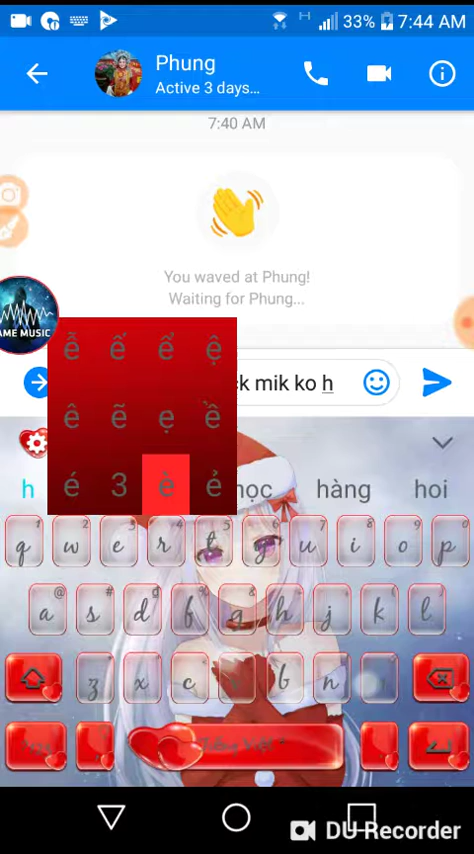 33% 7:44 AM
Phung
Active 3 days...
7:40 AM
You waved at Phung!
Waiting for Phung...
AME MUSIC
ck mik ko h
ễ ế ể ệ
ê ẽ ẹ ề
é 3 è ẻ
h học hàng hoi
q w e r t y u i o p
a s d f g h j k l
z x c v b n
Tiếng Việt
DU Recorder